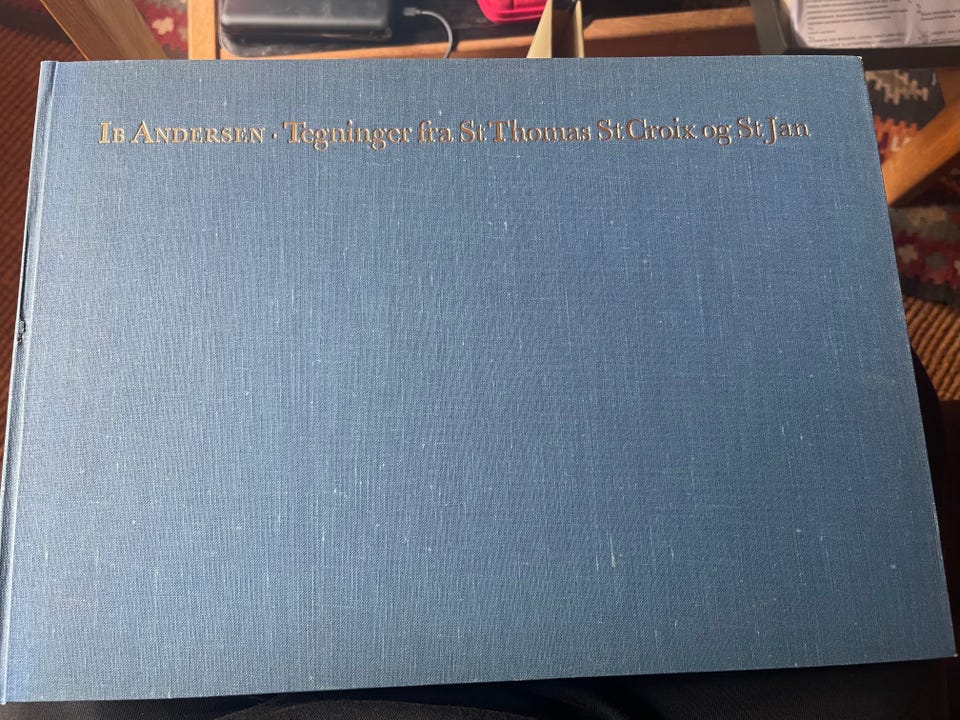 IB ANDERSEN · Tegninger fra St Thomas St Croix og St Jan